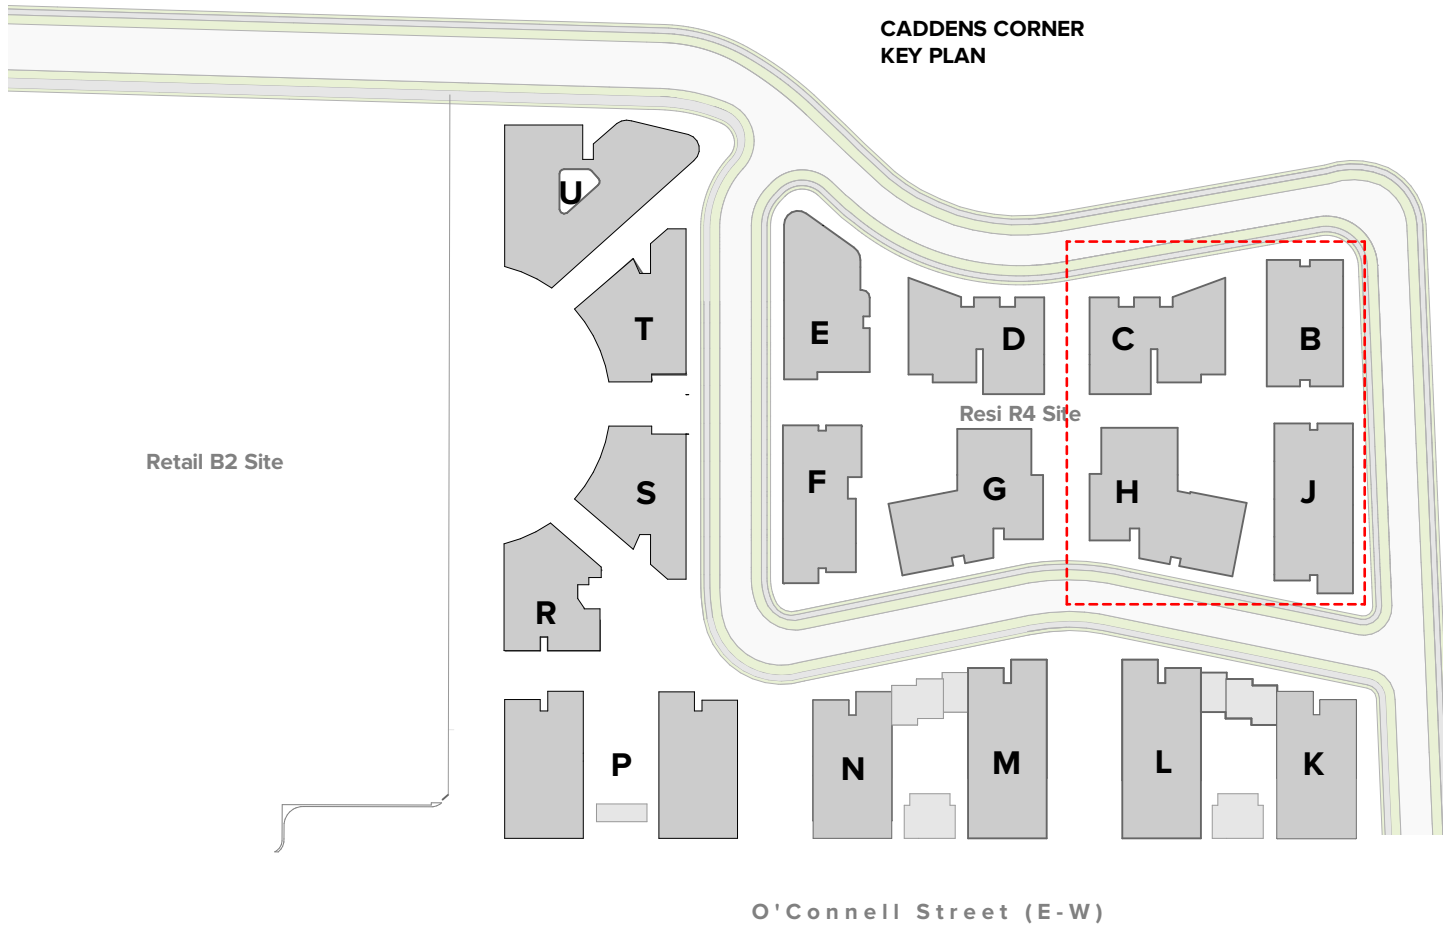 CADDENS CORNER
KEY PLAN
U
T
E
D
C
B
Resi R4 Site
Retail B2 Site
S
F
G
H
J
R
P
N
M
L
K
O'Connell Street (E-W)